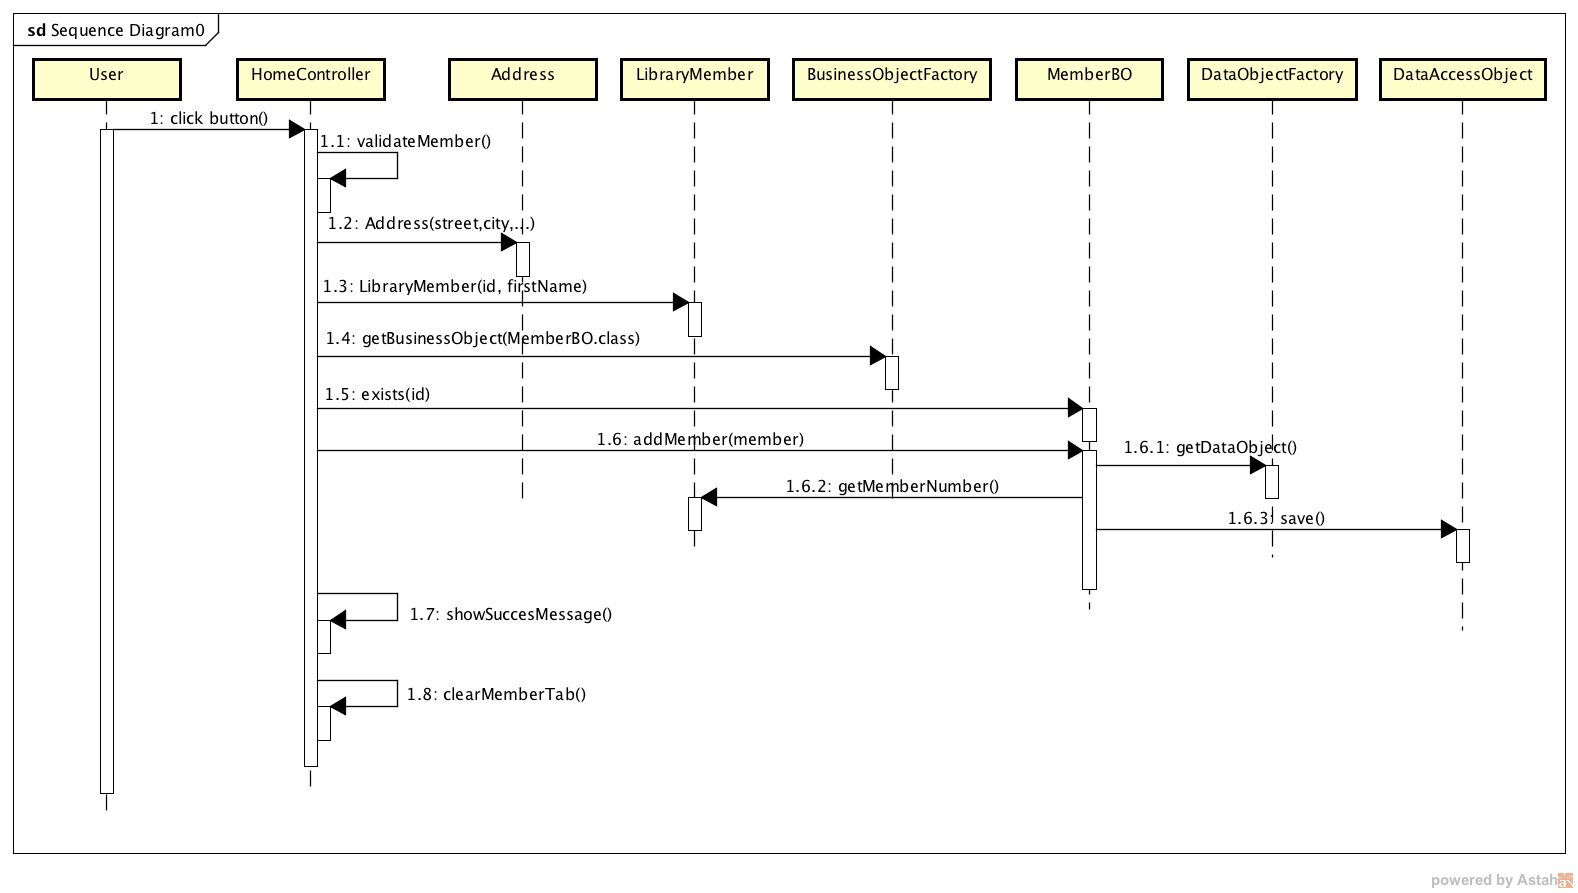 sd Sequence Diagram0
User
HomeController
Address
LibraryMember
BusinessObjectFactory
MemberBO
DataObjectFactory
DataAccessObject
1: click button()
1.1: validateMember()
1.2: Address(street,city,...)
1.3: LibraryMember(id, firstName)
1.4: getBusinessObject(MemberBO.class)
1.5: exists(id)
1.6: addMember(member)
1.6.1: getDataObject()
1.6.2: getMemberNumber()
1.6.3: save()
1.7: showSuccesMessage()
1.8: clearMemberTab()
powered by Astah